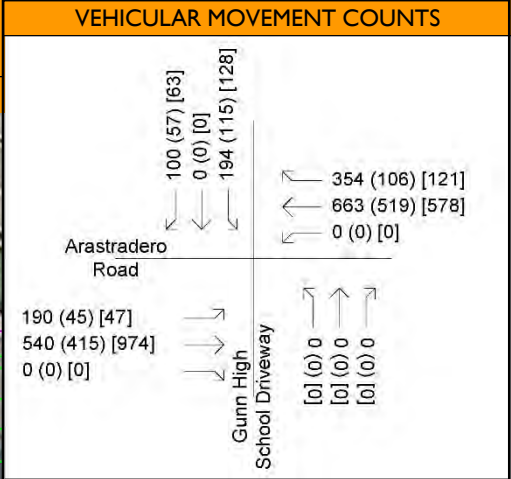 VEHICULAR MOVEMENT COUNTS
100 (57) [63]
0 (0) [0]
194 (115) [128]
354 (106) [121]
663 (519) [578]
0 (0) [0]
Arastradero
Road
190 (45) [47]
540 (415) [974]
0 (0) [0]
Gunn High
School Driveway
[0] (0) 0
[0] (0) 0
[0] (0) 0